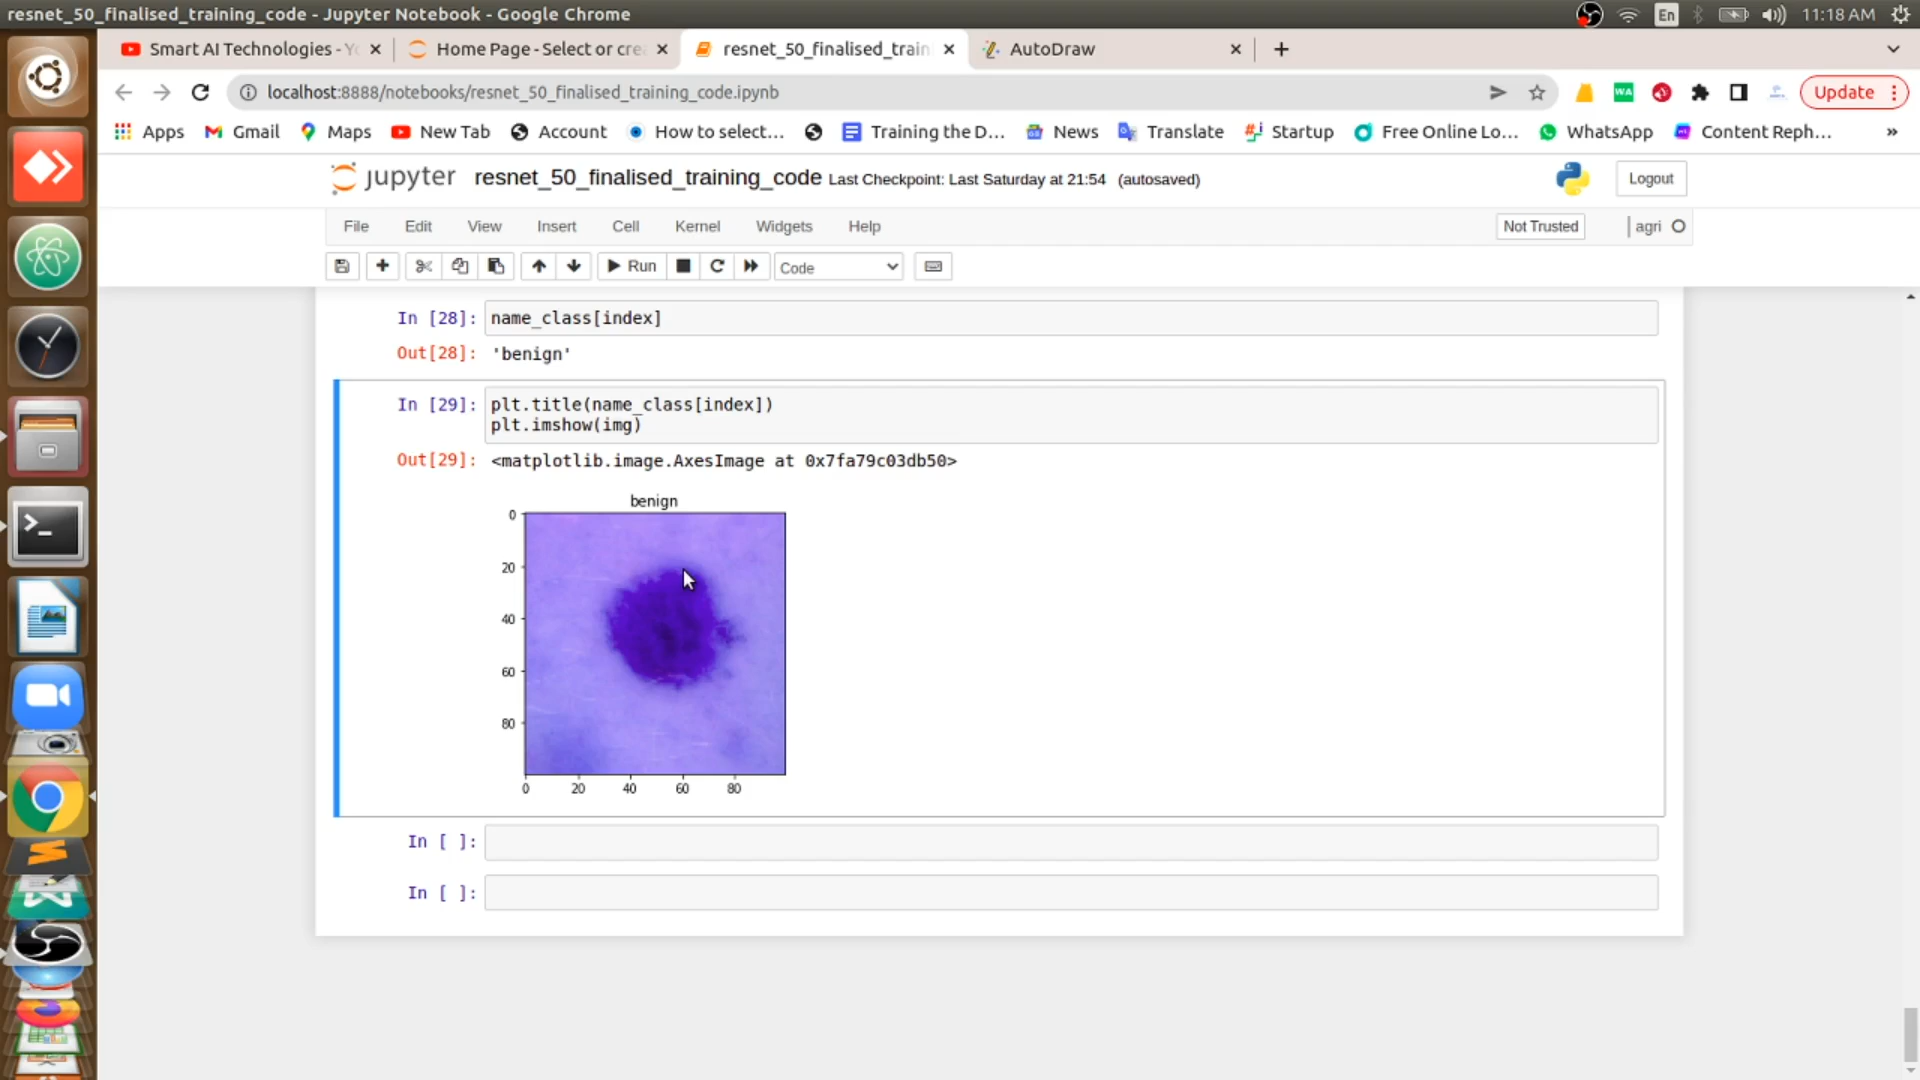 resnet_50_finalised_training_code - Jupyter Notebook - Google Chrome
En
11:18 AM
Smart AI Technologies - Yo
Home Page - Select or crea
resnet_50_finalised_train
AutoDraw
localhost:8888/notebooks/resnet_50_finalised_training_code.ipynb
WA
Update
Apps
Gmail
Maps
New Tab
Account
How to select...
Training the D...
News
Translate
Startup
Free Online Lo...
WhatsApp
Content Reph...
»
jupyter resnet_50_finalised_training_code Last Checkpoint: Last Saturday at 21:54 (autosaved)
Logout
File
Edit
View
Insert
Cell
Kernel
Widgets
Help
Not Trusted
agri
Run
Code
In [28]: name_class[index]
Out[28]: 'benign'
In [29]: plt.title(name_class[index])
plt.imshow(img)
Out[29]: <matplotlib.image.AxesImage at 0x7fa79c03db50>
benign
0
20
40
60
80
0 20 40 60 80
In [ ]:
In [ ]: